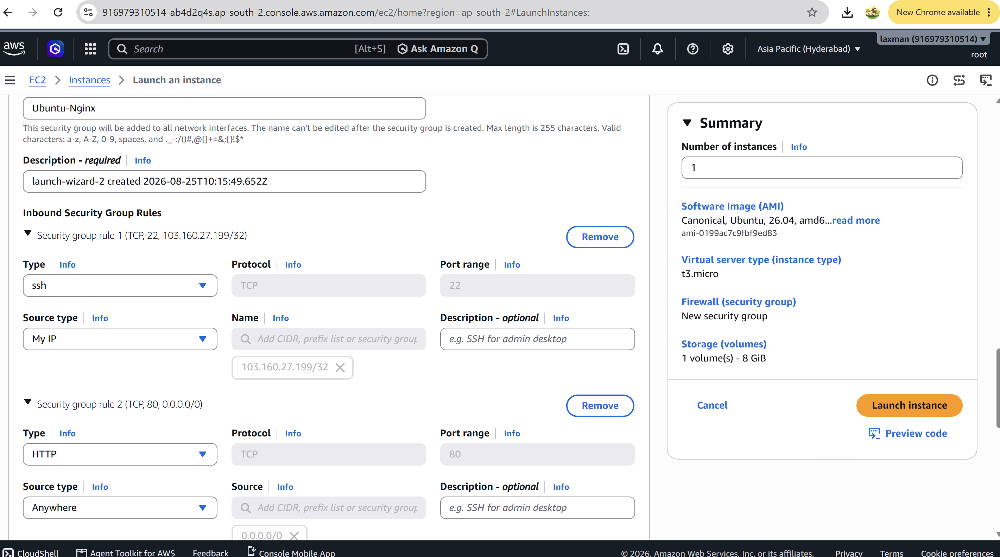 916979310514-ab4d2q4s.ap-south-2.console.aws.amazon.com/ec2/home?region=ap-south-2#LaunchInstances:
New Chrome available
aws
Search
[Alt+S]
Ask Amazon Q
Asia Pacific (Hyderabad)
laxman (916979310514)
root
EC2
Instances
Launch an instance
Ubuntu-Nginx
This security group will be added to all network interfaces. The name can't be edited after the security group is created. Max length is 255 characters. Valid
characters: a-z, A-Z, 0-9, spaces, and ._-:/()#,@[]+=&;{}!$*
Description - required Info
launch-wizard-2 created 2026-08-25T10:15:49.652Z
Inbound Security Group Rules
Security group rule 1 (TCP, 22, 103.160.27.199/32)
Remove
Type Info
Protocol Info
Port range Info
ssh
TCP
22
Source type Info
Name Info
Description - optional Info
My IP
Add CIDR, prefix list or security group
e.g. SSH for admin desktop
103.160.27.199/32
Security group rule 2 (TCP, 80, 0.0.0.0/0)
Remove
Type Info
Protocol Info
Port range Info
HTTP
TCP
80
Source type Info
Source Info
Description - optional Info
Anywhere
Add CIDR, prefix list or security group
e.g. SSH for admin desktop
0.0.0.0/0
Summary
Number of instances Info
1
Software Image (AMI)
Canonical, Ubuntu, 26.04, amd6...read more
ami-0199ac7c9fbf9ed83
Virtual server type (instance type)
t3.micro
Firewall (security group)
New security group
Storage (volumes)
1 volume(s) - 8 GiB
Cancel
Launch instance
Preview code
CloudShell
Agent Toolkit for AWS
Feedback
Console Mobile App
© 2026, Amazon Web Services, Inc. or its affiliates.
Privacy
Terms
Cookie preferences